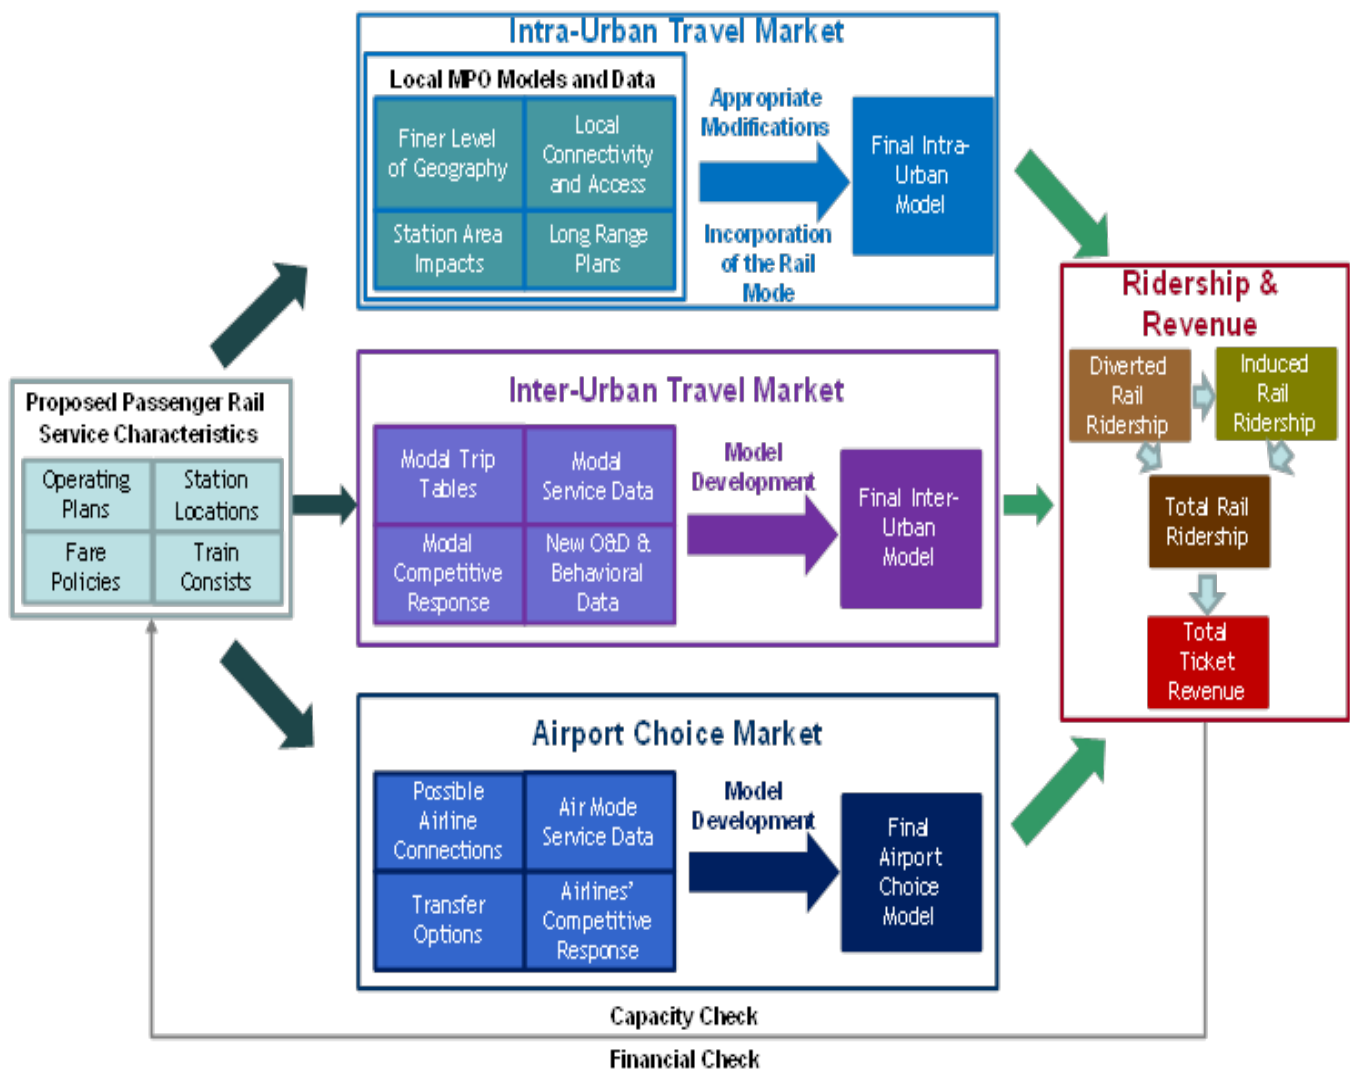 Intra-Urban Travel Market
Local MPO Models and Data
Finer Level
of Geography
Local
Connectivity
and Access
Station Area
Impacts
Long Range
Plans
Appropriate
Modifications
Incorporation
of the Rail
Mode
Final Intra-
Urban
Model
Proposed Passenger Rail
Service Characteristics
Operating
Plans
Station
Locations
Fare
Policies
Train
Consists
Inter-Urban Travel Market
Modal Trip
Tables
Modal
Service Data
Modal
Competitive
Response
New O&D &
Behavioral
Data
Model
Development
Final Inter-
Urban
Model
Airport Choice Market
Possible
Airline
Connections
Air Mode
Service Data
Transfer
Options
Airlines'
Competitive
Response
Model
Development
Final
Airport
Choice
Model
Ridership &
Revenue
Diverted
Rail
Ridership
Induced
Rail
Ridership
Total Rail
Ridership
Total
Ticket
Revenue
Capacity Check
Financial Check